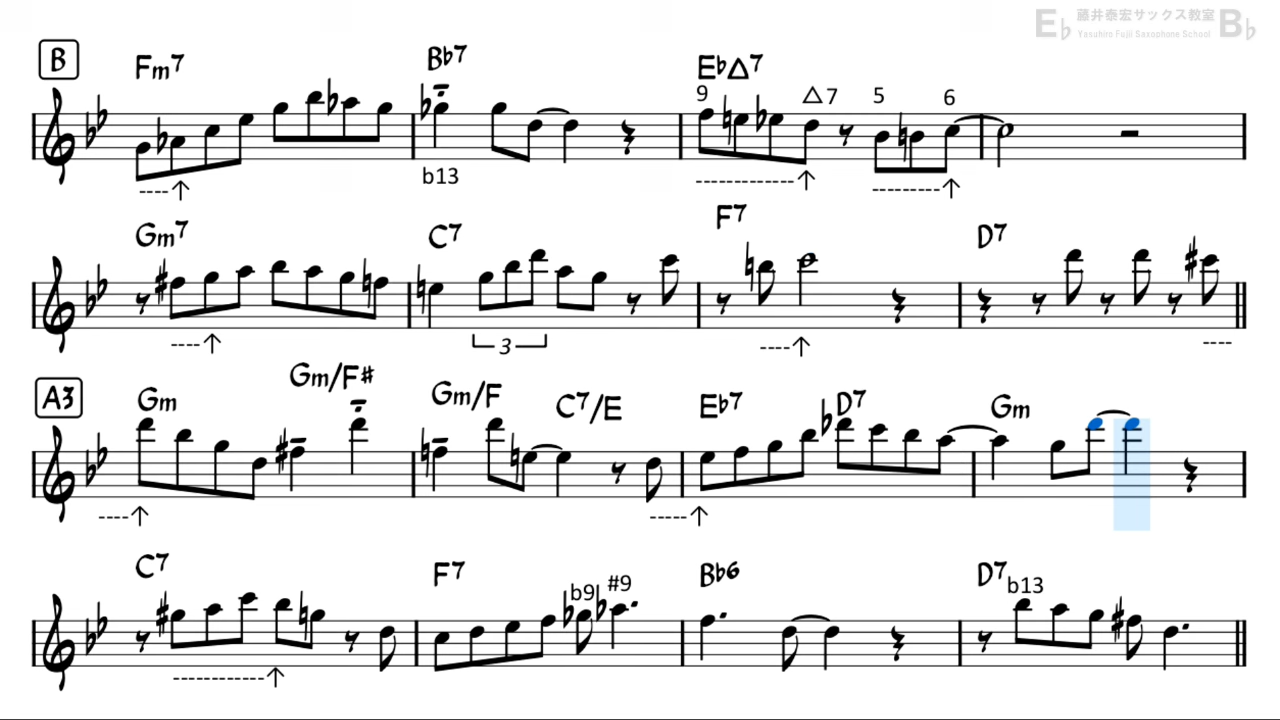 E♭ 藤井泰宏サックス教室 B♭
Yasuhiro Fujii Saxophone School
B Fm7 B♭7 E♭△7
9 △7 5 6
b13
----↑ -------------↑ ---------↑
Gm7 C7 F7 D7
3
----↑ ----↑ ----
A3 Gm Gm/F# Gm/F C7/E E♭7 D7 Gm
----↑ -----↑
C7 F7 b9 #9 B♭6 D7 b13
------------↑